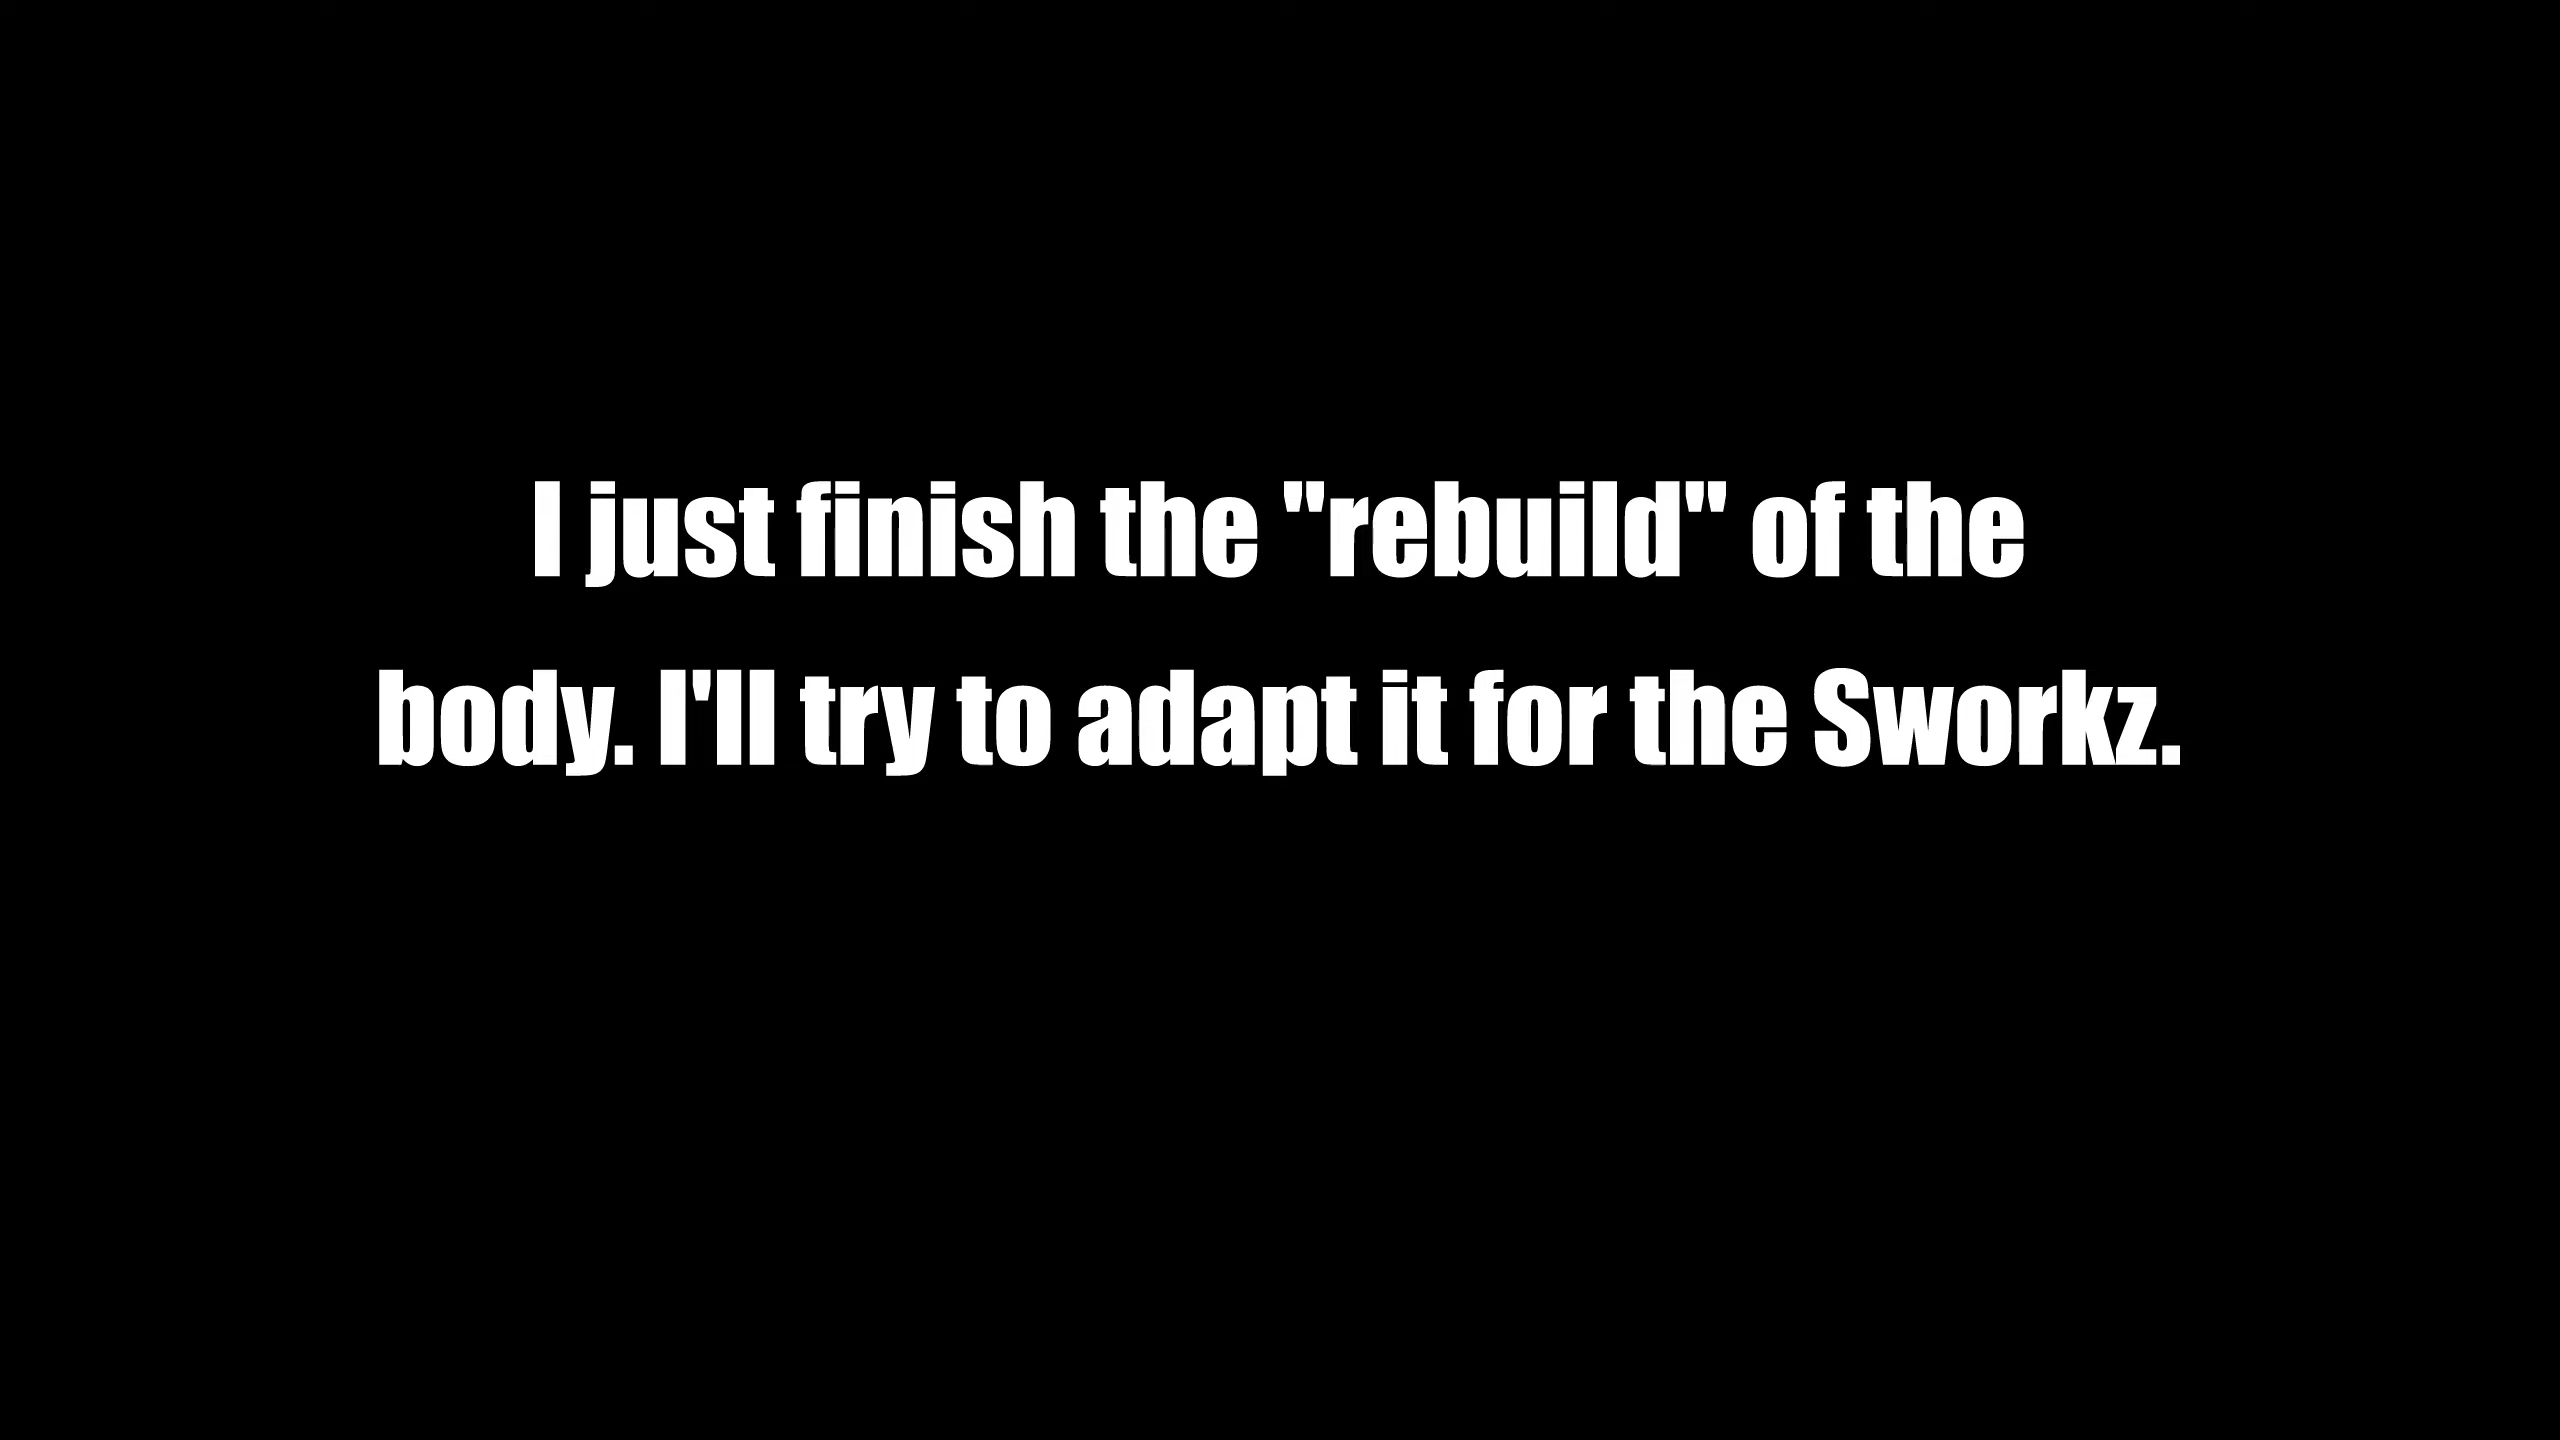 I just finish the "rebuild" of the
body. I'll try to adapt it for the Sworkz.